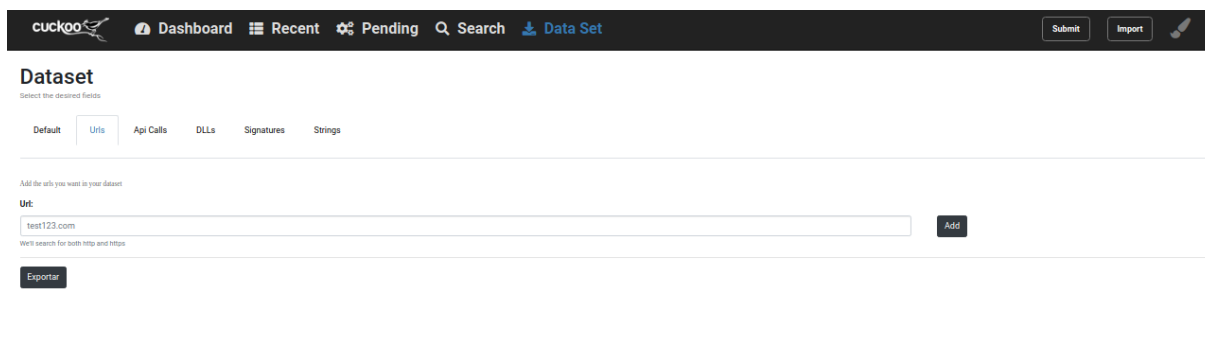 cuckoo Dashboard Recent Pending Search Data Set Submit Import
Dataset
Select the desired fields
Default Urls Api Calls DLLs Signatures Strings
Add the urls you want in your dataset
Url:
test123.com Add
We'll search for both http and https
Exportar